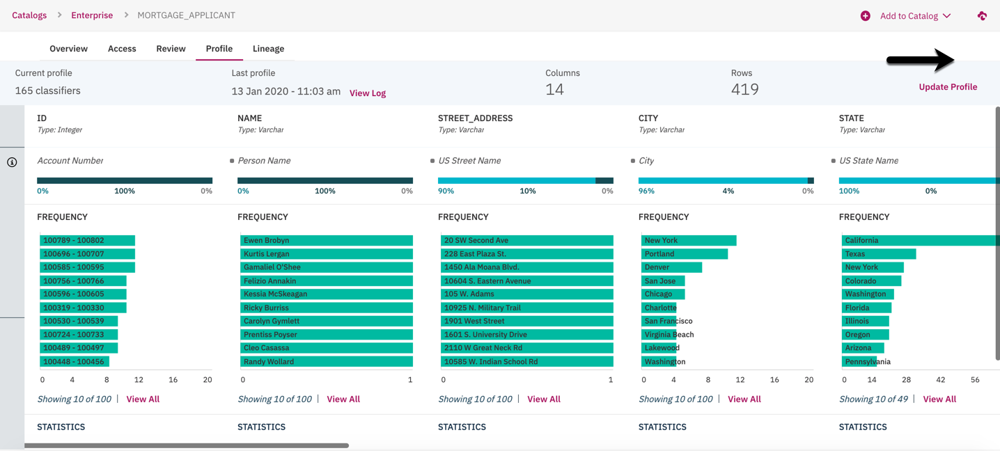 Catalogs > Enterprise > MORTGAGE_APPLICANT
Add to Catalog
Overview Access Review Profile Lineage
Current profile
165 classifiers
Last profile
13 Jan 2020 - 11:03 am View Log
Columns
14
Rows
419
Update Profile
ID
Type: Integer
NAME
Type: Varchar
STREET_ADDRESS
Type: Varchar
CITY
Type: Varchar
STATE
Type: Varchar
Account Number
0% 100% 0%
Person Name
0% 100% 0%
US Street Name
90% 10% 0%
City
96% 4% 0%
US State Name
100% 0%
FREQUENCY
100789 - 100802
100696 - 100707
100585 - 100595
100756 - 100766
100596 - 100605
100319 - 100330
100530 - 100539
100724 - 100733
100489 - 100497
100448 - 100456
0 4 8 12 16 20
Showing 10 of 100 | View All
FREQUENCY
Ewen Brobyn
Kurtis Lergan
Gamaliel O'Shee
Felizio Annakin
Kessia McSkeagan
Ricky Burriss
Carolyn Gymlett
Prentiss Poyser
Cleo Casassa
Randy Wollard
0 1
Showing 10 of 100 | View All
FREQUENCY
20 SW Second Ave
228 East Plaza St.
1450 Ala Moana Blvd.
10604 S. Eastern Avenue
105 W. Adams
10925 N. Military Trail
1901 West Street
1601 S. University Drive
2110 W Great Neck Rd
10585 W. Indian School Rd
0 1
Showing 10 of 100 | View All
FREQUENCY
New York
Portland
Denver
San Jose
Chicago
Charlotte
San Francisco
Virginia Beach
Lakewood
Washington
0 4 8 12 16 20
Showing 10 of 100 | View All
FREQUENCY
California
Texas
New York
Colorado
Washington
Florida
Illinois
Oregon
Arizona
Pennsylvania
0 14 28 42 56
Showing 10 of 49 | View All
STATISTICS
STATISTICS
STATISTICS
STATISTICS
STATISTICS